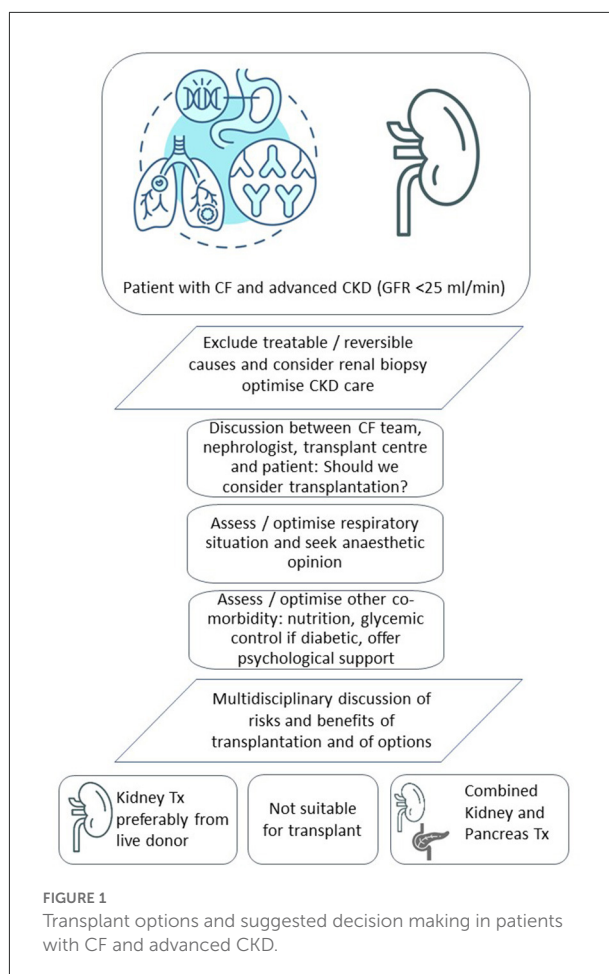 Patient with CF and advanced CKD (GFR <25 ml/min)
Exclude treatable / reversible
causes and consider renal biopsy
optimise CKD care
Discussion between CF team,
nephrologist, transplant centre
and patient: Should we
consider transplantation?
Assess / optimise respiratory
situation and seek anaesthetic
opinion
Assess / optimise other co-
morbidity: nutrition, glycemic
control if diabetic, offer
psychological support
Multidisciplinary discussion of
risks and benefits of
transplantation and of options
Kidney Tx
preferably from
live donor
Not suitable
for transplant
Combined
Kidney and
Pancreas Tx
FIGURE 1
Transplant options and suggested decision making in patients
with CF and advanced CKD.